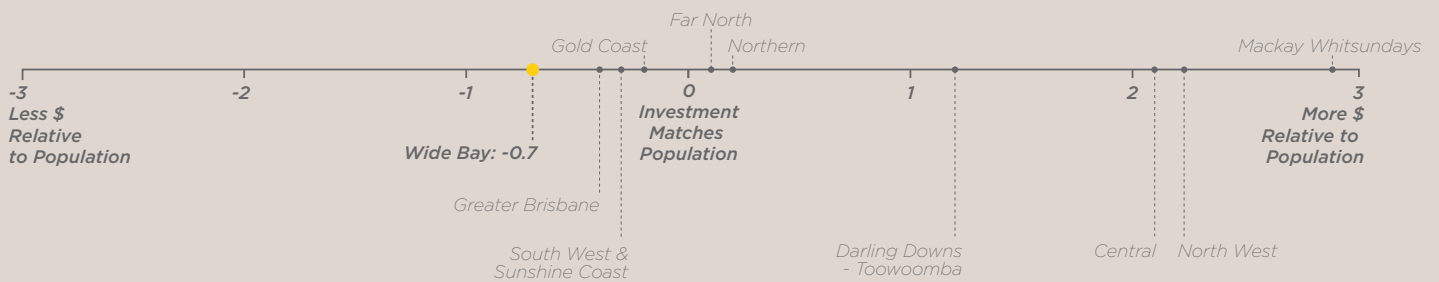 Far North
Gold Coast
Northern
Mackay Whitsundays
-3
-2
-1
0
1
2
3
Less $
Relative
to Population
Investment
Matches
Population
More $
Relative to
Population
Wide Bay: -0.7
Greater Brisbane
South West &
Sunshine Coast
Darling Downs
- Toowoomba
Central
North West